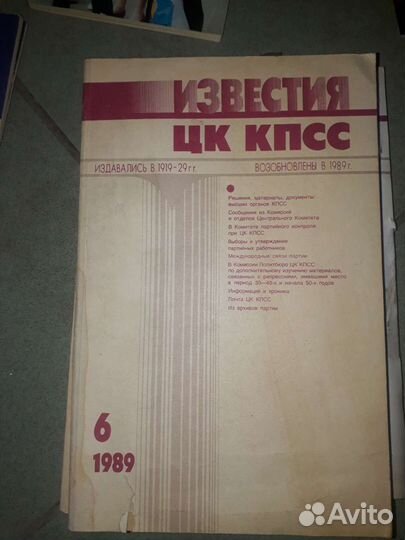 ИЗВЕСТИЯ
ЦК КПСС
ИЗДАВАЛИСЬ В 1919-29гг.
ВОЗОБНОВЛЕНЫ В 1989г.
Решения, материалы, документы
высших органов КПСС
Сообщения из Комиссий
и отделов Центрального Комитета
В Комитете партийного контроля
при ЦК КПСС
Выборы и утверждение
партийных работников
Международные связи партии
В Комиссии Политбюро ЦК КПСС
по дополнительному изучению материалов,
связанных с репрессиями, имевшими место
в период 30—40-х и начала 50-х годов
Информация и хроника
Почта ЦК КПСС
Из архивов партии
6
1989
Avito